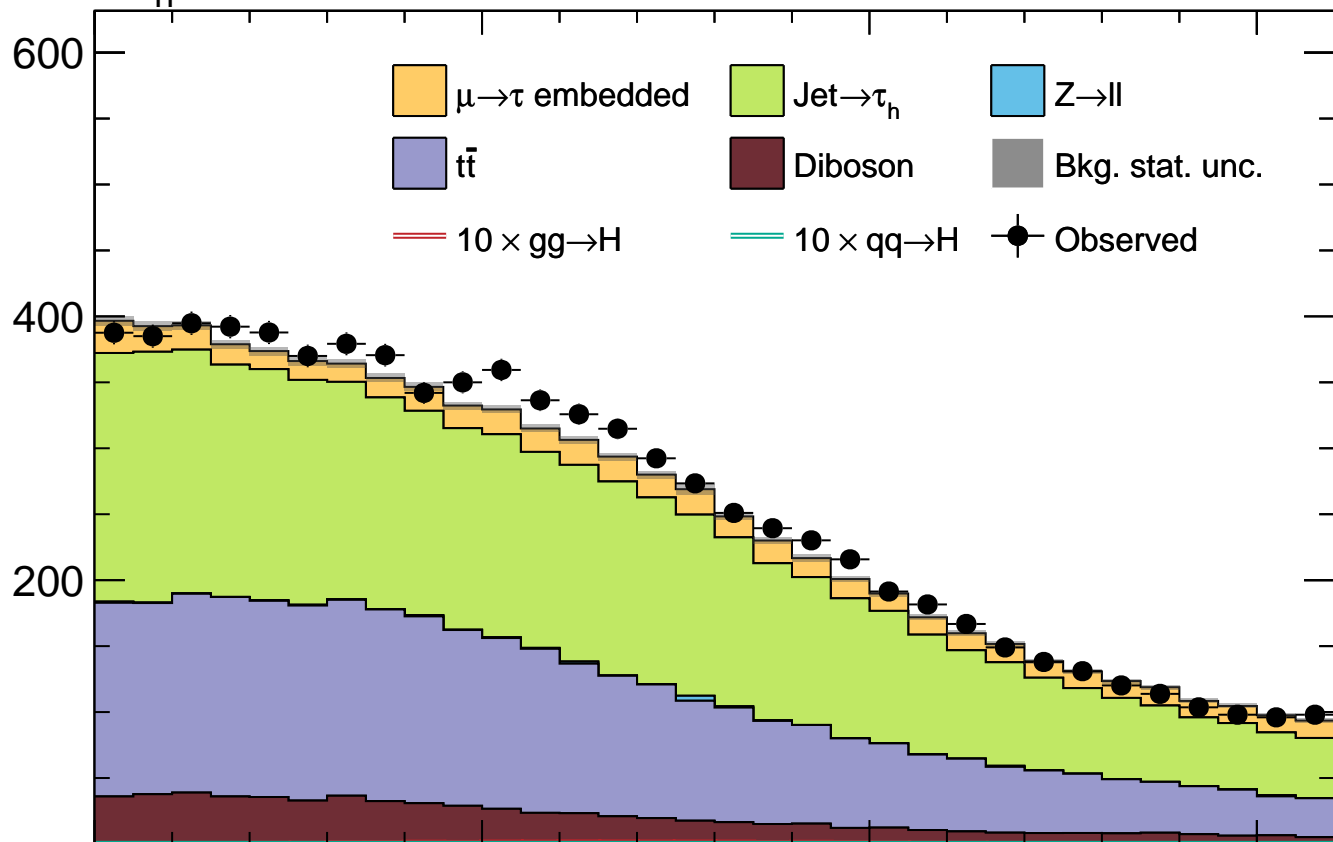 600
μ→τ embedded Jet→τh Z→ll
tt̄ Diboson Bkg. stat. unc.
10 × gg→H 10 × qq→H Observed
400
200